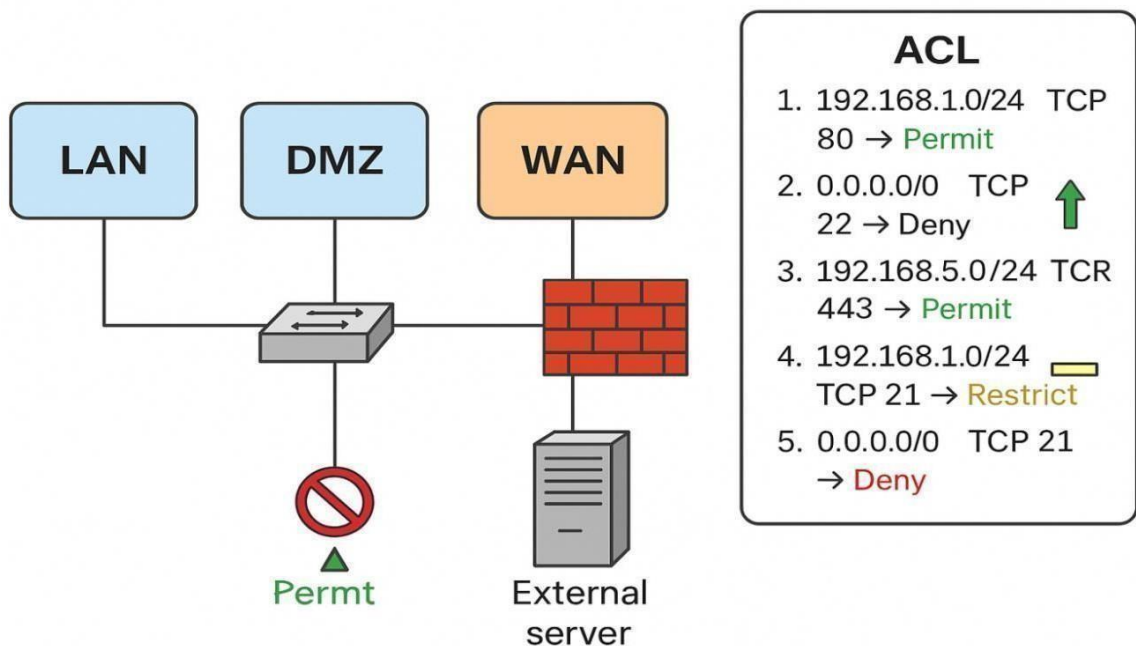 LAN
DMZ
WAN
Permt
External
server
ACL
1. 192.168.1.0/24 TCP
80 → Permit
2. 0.0.0.0/0 TCP
22 → Deny
3. 192.168.5.0/24 TCR
443 → Permit
4. 192.168.1.0/24
TCP 21 → Restrict
5. 0.0.0.0/0 TCP 21
→ Deny